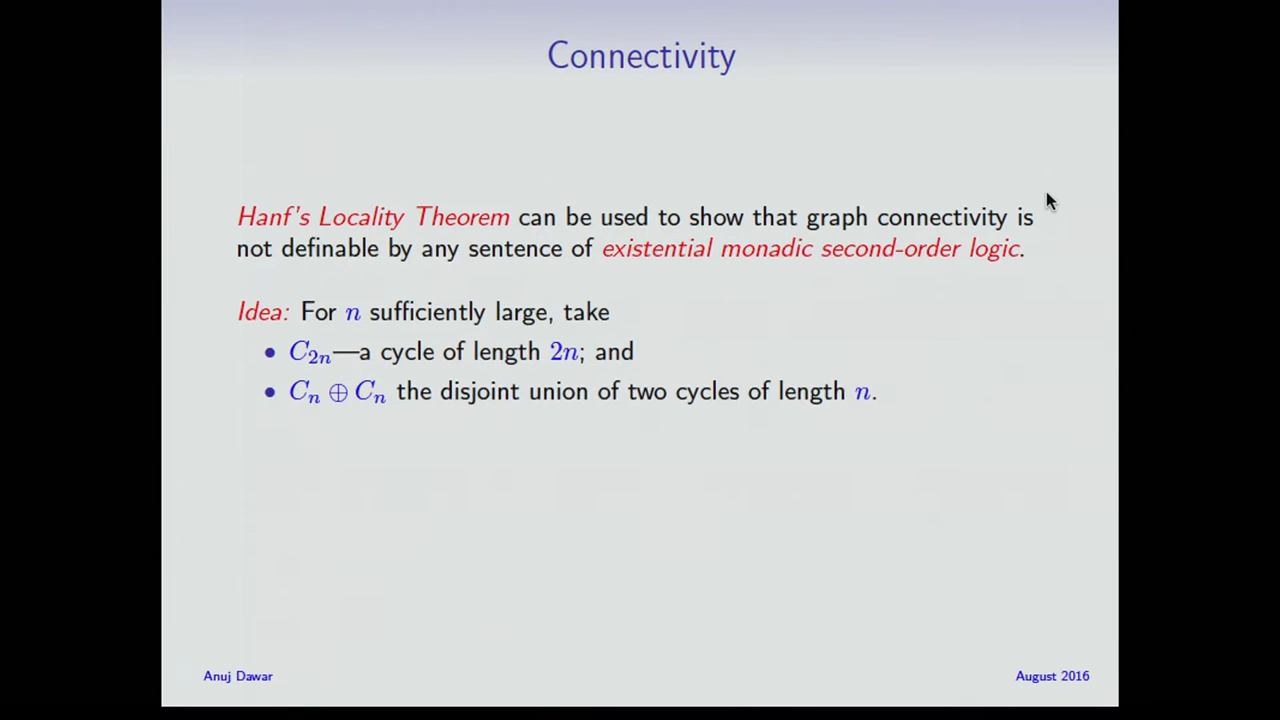 Connectivity
Hanf's Locality Theorem can be used to show that graph connectivity is
not definable by any sentence of existential monadic second-order logic.
Idea: For n sufficiently large, take
• C₂ₙ—a cycle of length 2n; and
• Cₙ ⊕ Cₙ the disjoint union of two cycles of length n.
Anuj Dawar
August 2016